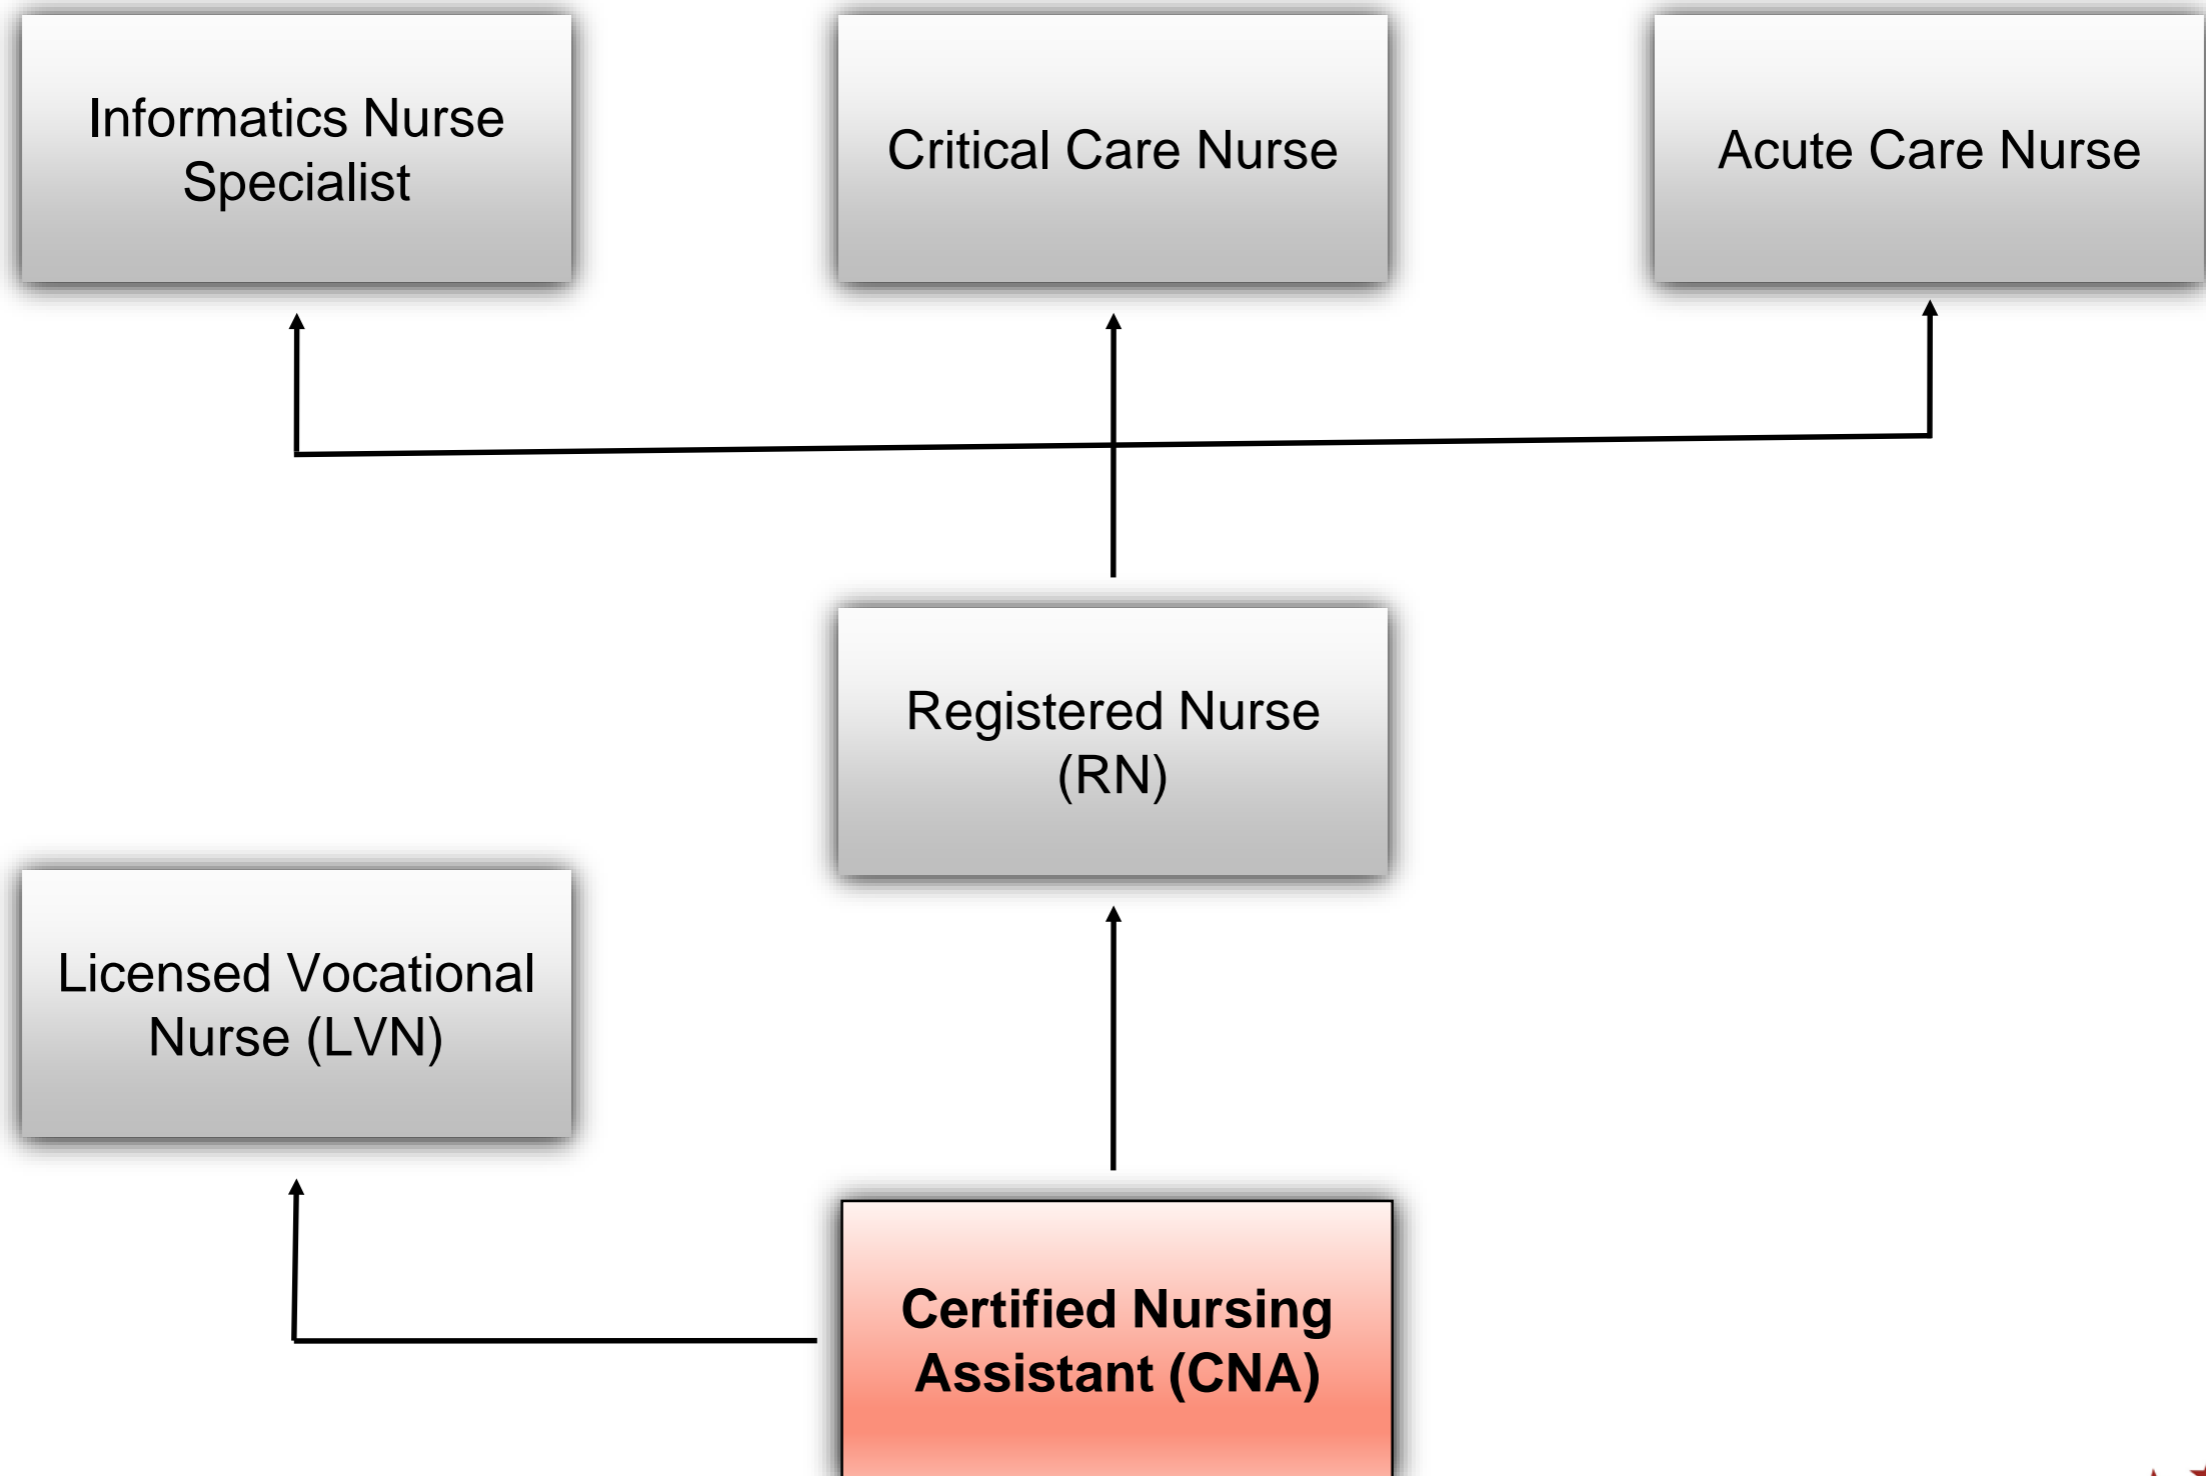 Informatics Nurse
Specialist
Critical Care Nurse
Acute Care Nurse
Registered Nurse
(RN)
Licensed Vocational
Nurse (LVN)
Certified Nursing
Assistant (CNA)